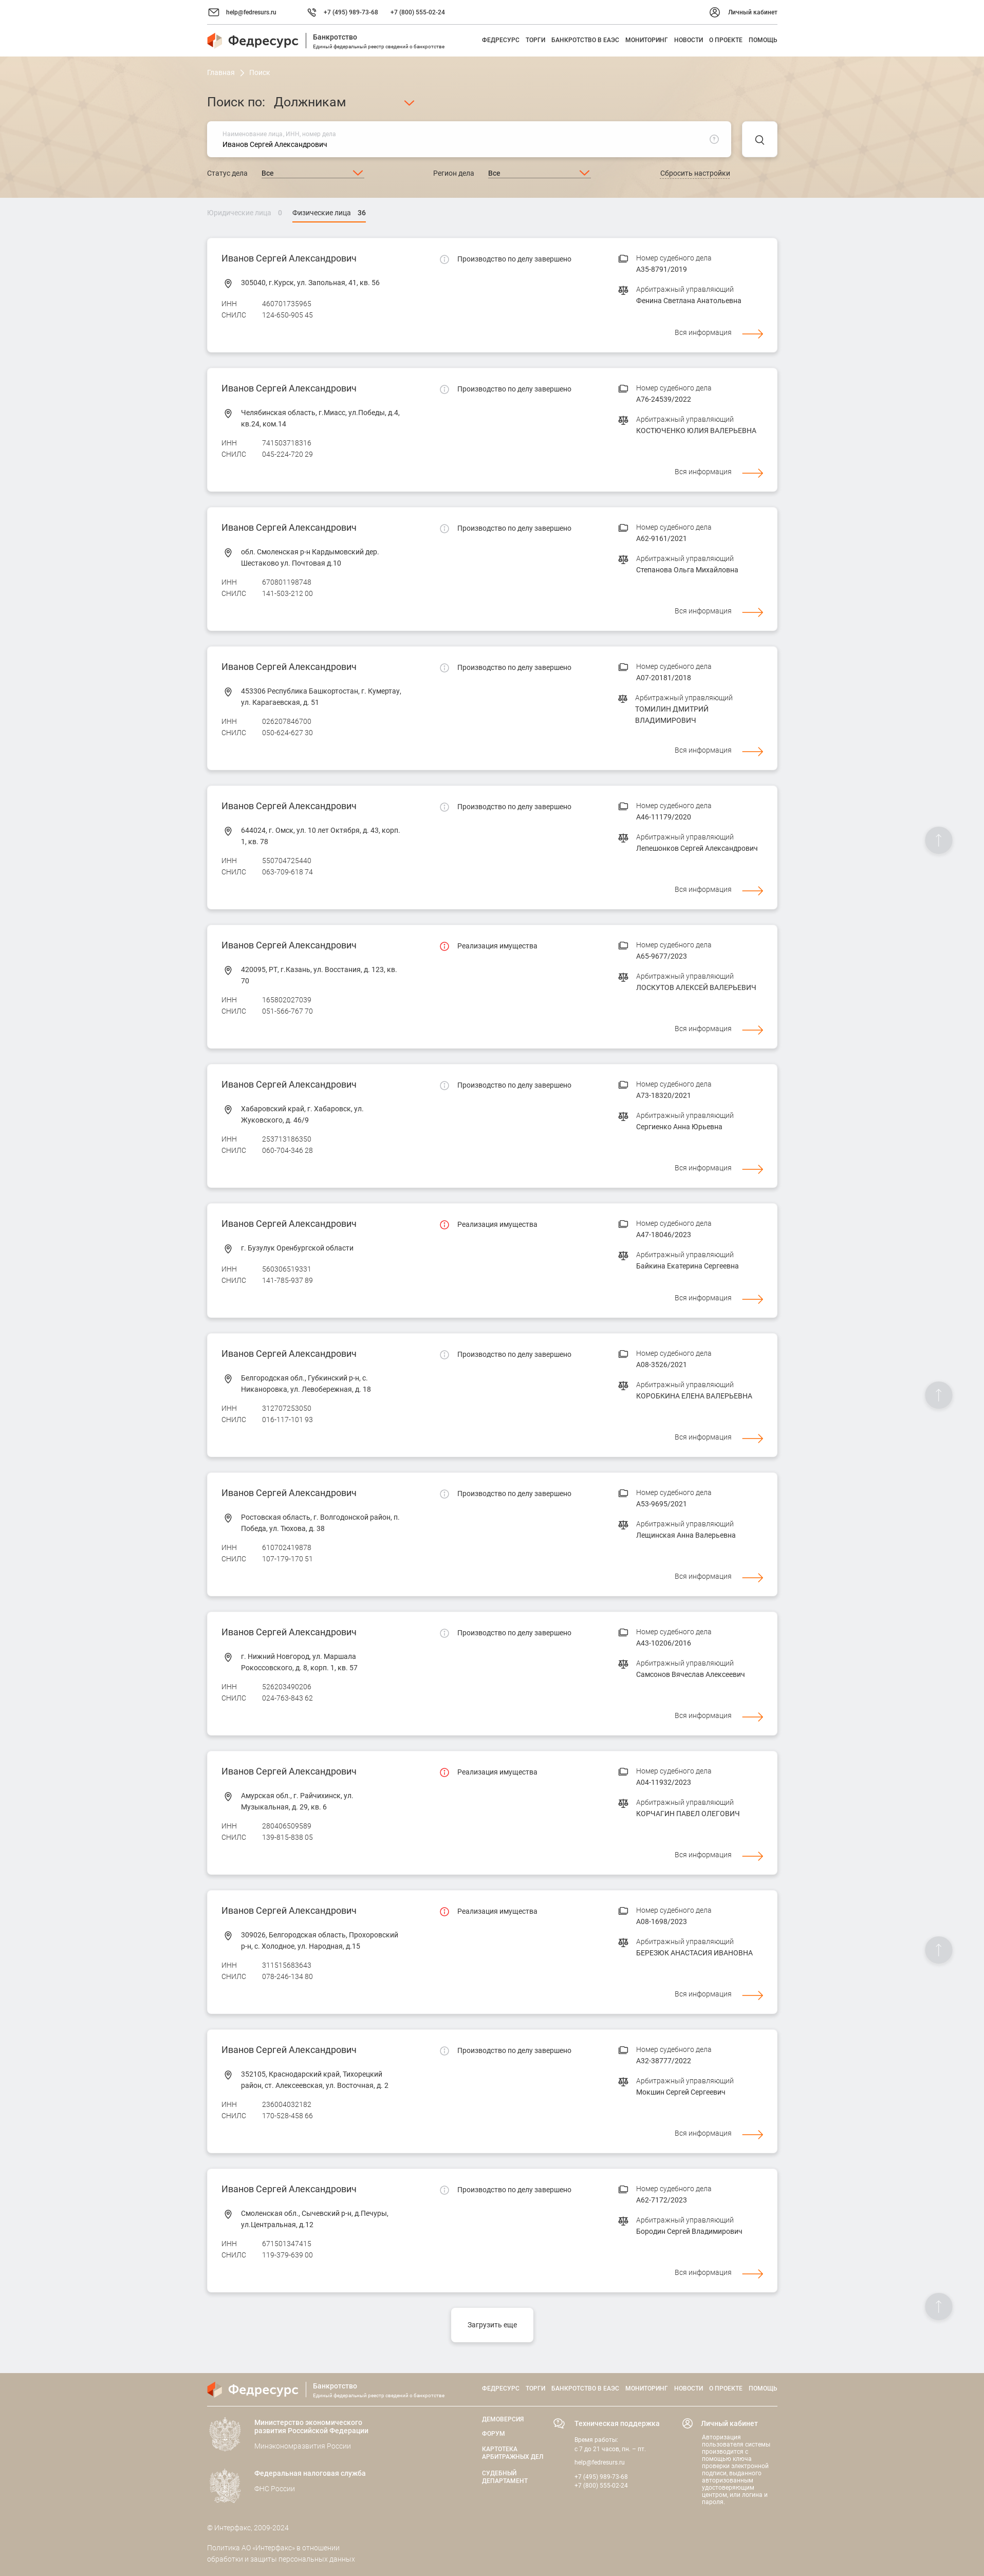 help@fedresurs.ru +7 (495) 989-73-68 +7 (800) 555-02-24 Личный кабинет
Федресурс
Банкротство
Единый федеральный реестр сведений о банкротстве
ФЕДРЕСУРС ТОРГИ БАНКРОТСТВО В ЕАЭС МОНИТОРИНГ НОВОСТИ О ПРОЕКТЕ ПОМОЩЬ
Главная Поиск
Поиск по: Должникам
Наименование лица, ИНН, номер дела
Иванов Сергей Александрович
Статус дела Все Регион дела Все Сбросить настройки
Юридические лица 0 Физические лица 36
Иванов Сергей Александрович
305040, г.Курск, ул. Запольная, 41, кв. 56
ИНН 460701735965
СНИЛС 124-650-905 45
Производство по делу завершено
Номер судебного дела
А35-8791/2019
Арбитражный управляющий
Фенина Светлана Анатольевна
Вся информация
Иванов Сергей Александрович
Челябинская область, г.Миасс, ул.Победы, д.4,
кв.24, ком.14
ИНН 741503718316
СНИЛС 045-224-720 29
Производство по делу завершено
Номер судебного дела
А76-24539/2022
Арбитражный управляющий
КОСТЮЧЕНКО ЮЛИЯ ВАЛЕРЬЕВНА
Вся информация
Иванов Сергей Александрович
обл. Смоленская р-н Кардымовский дер.
Шестаково ул. Почтовая д.10
ИНН 670801198748
СНИЛС 141-503-212 00
Производство по делу завершено
Номер судебного дела
А62-9161/2021
Арбитражный управляющий
Степанова Ольга Михайловна
Вся информация
Иванов Сергей Александрович
453306 Республика Башкортостан, г. Кумертау,
ул. Карагаевская, д. 51
ИНН 026207846700
СНИЛС 050-624-627 30
Производство по делу завершено
Номер судебного дела
А07-20181/2018
Арбитражный управляющий
ТОМИЛИН ДМИТРИЙ
ВЛАДИМИРОВИЧ
Вся информация
Иванов Сергей Александрович
644024, г. Омск, ул. 10 лет Октября, д. 43, корп.
1, кв. 78
ИНН 550704725440
СНИЛС 063-709-618 74
Производство по делу завершено
Номер судебного дела
А46-11179/2020
Арбитражный управляющий
Лепешонков Сергей Александрович
Вся информация
Иванов Сергей Александрович
420095, РТ, г.Казань, ул. Восстания, д. 123, кв.
70
ИНН 165802027039
СНИЛС 051-566-767 70
Реализация имущества
Номер судебного дела
А65-9677/2023
Арбитражный управляющий
ЛОСКУТОВ АЛЕКСЕЙ ВАЛЕРЬЕВИЧ
Вся информация
Иванов Сергей Александрович
Хабаровский край, г. Хабаровск, ул.
Жуковского, д. 46/9
ИНН 253713186350
СНИЛС 060-704-346 28
Производство по делу завершено
Номер судебного дела
А73-18320/2021
Арбитражный управляющий
Сергиенко Анна Юрьевна
Вся информация
Иванов Сергей Александрович
г. Бузулук Оренбургской области
ИНН 560306519331
СНИЛС 141-785-937 89
Реализация имущества
Номер судебного дела
А47-18046/2023
Арбитражный управляющий
Байкина Екатерина Сергеевна
Вся информация
Иванов Сергей Александрович
Белгородская обл., Губкинский р-н, с.
Никаноровка, ул. Левобережная, д. 18
ИНН 312707253050
СНИЛС 016-117-101 93
Производство по делу завершено
Номер судебного дела
А08-3526/2021
Арбитражный управляющий
КОРОБКИНА ЕЛЕНА ВАЛЕРЬЕВНА
Вся информация
Иванов Сергей Александрович
Ростовская область, г. Волгодонской район, п.
Победа, ул. Тюхова, д. 38
ИНН 610702419878
СНИЛС 107-179-170 51
Производство по делу завершено
Номер судебного дела
А53-9695/2021
Арбитражный управляющий
Лещинская Анна Валерьевна
Вся информация
Иванов Сергей Александрович
г. Нижний Новгород, ул. Маршала
Рокоссовского, д. 8, корп. 1, кв. 57
ИНН 526203490206
СНИЛС 024-763-843 62
Производство по делу завершено
Номер судебного дела
А43-10206/2016
Арбитражный управляющий
Самсонов Вячеслав Алексеевич
Вся информация
Иванов Сергей Александрович
Амурская обл., г. Райчихинск, ул.
Музыкальная, д. 29, кв. 6
ИНН 280406509589
СНИЛС 139-815-838 05
Реализация имущества
Номер судебного дела
А04-11932/2023
Арбитражный управляющий
КОРЧАГИН ПАВЕЛ ОЛЕГОВИЧ
Вся информация
Иванов Сергей Александрович
309026, Белгородская область, Прохоровский
р-н, с. Холодное, ул. Народная, д.15
ИНН 311515683643
СНИЛС 078-246-134 80
Реализация имущества
Номер судебного дела
А08-1698/2023
Арбитражный управляющий
БЕРЕЗЮК АНАСТАСИЯ ИВАНОВНА
Вся информация
Иванов Сергей Александрович
352105, Краснодарский край, Тихорецкий
район, ст. Алексеевская, ул. Восточная, д. 2
ИНН 236004032182
СНИЛС 170-528-458 66
Производство по делу завершено
Номер судебного дела
А32-38777/2022
Арбитражный управляющий
Мокшин Сергей Сергеевич
Вся информация
Иванов Сергей Александрович
Смоленская обл., Сычевский р-н, д.Печуры,
ул.Центральная, д.12
ИНН 671501347415
СНИЛС 119-379-639 00
Производство по делу завершено
Номер судебного дела
А62-7172/2023
Арбитражный управляющий
Бородин Сергей Владимирович
Вся информация
Загрузить еще
Федресурс
Банкротство
Единый федеральный реестр сведений о банкротстве
ФЕДРЕСУРС ТОРГИ БАНКРОТСТВО В ЕАЭС МОНИТОРИНГ НОВОСТИ О ПРОЕКТЕ ПОМОЩЬ
Министерство экономического
развития Российской Федерации
Минэкономразвития России
Федеральная налоговая служба
ФНС России
ДЕМОВЕРСИЯ
ФОРУМ
КАРТОТЕКА
АРБИТРАЖНЫХ ДЕЛ
СУДЕБНЫЙ
ДЕПАРТАМЕНТ
Техническая поддержка
Время работы:
с 7 до 21 часов, пн. – пт.
help@fedresurs.ru
+7 (495) 989-73-68
+7 (800) 555-02-24
Личный кабинет
Авторизация
пользователя системы
производится с
помощью ключа
проверки электронной
подписи, выданного
авторизованным
удостоверяющим
центром, или логина и
пароля.
© Интерфакс, 2009-2024.
Политика АО «Интерфакс» в отношении
обработки и защиты персональных данных